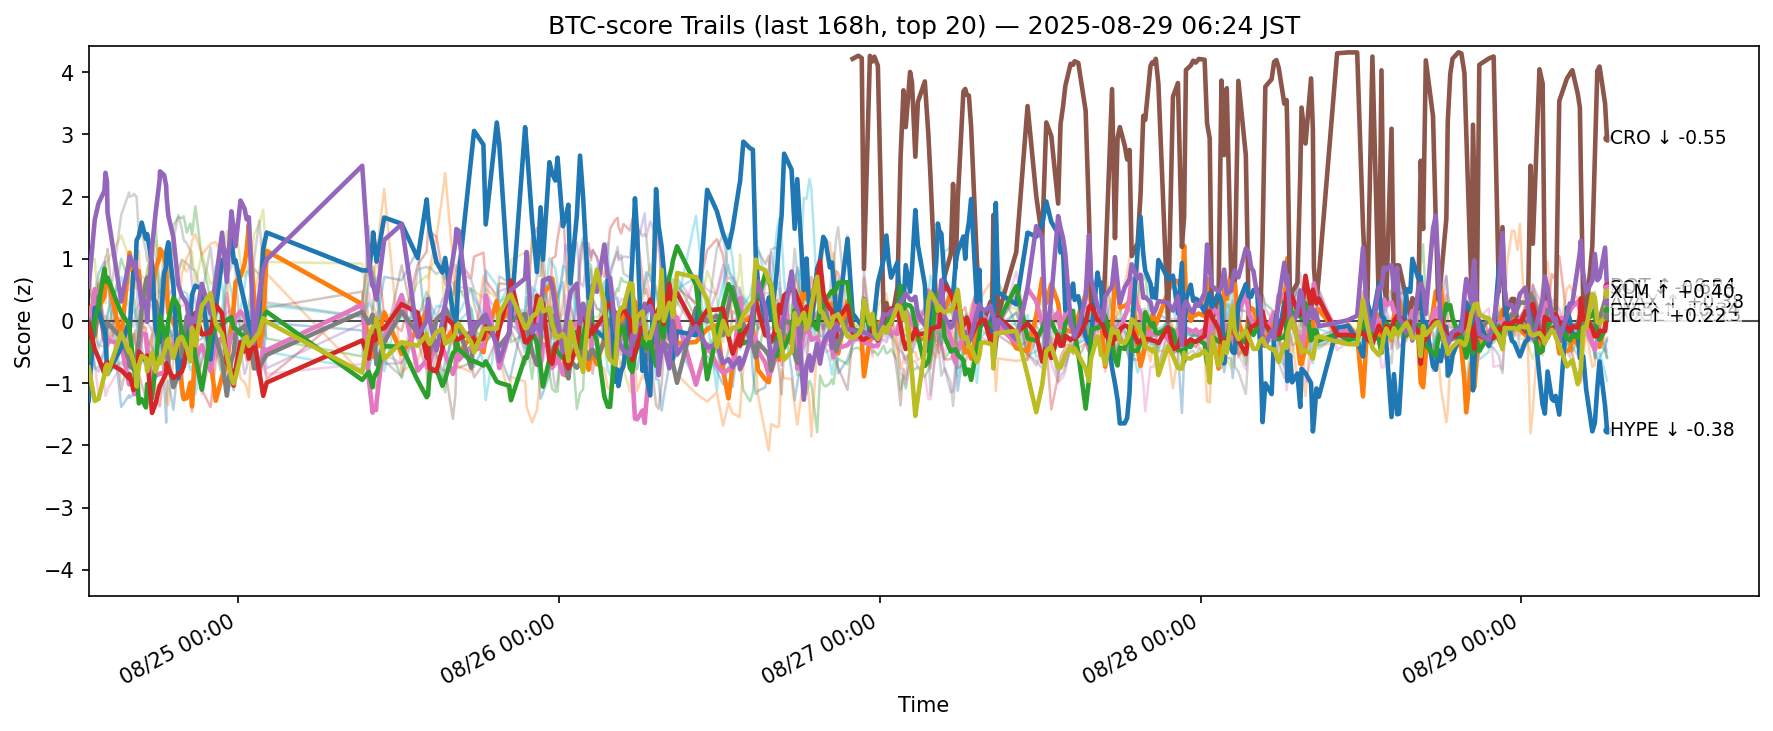 BTC-score Trails (last 168h, top 20) — 2025-08-29 06:24 JST
Score (z)
4
3
2
1
0
−1
−2
−3
−4
CRO ↓ -0.55
XLM ↑ +0.40
LTC ↑ +0.22
HYPE ↓ -0.38
08/25 00:00
08/26 00:00
08/27 00:00
08/28 00:00
08/29 00:00
Time